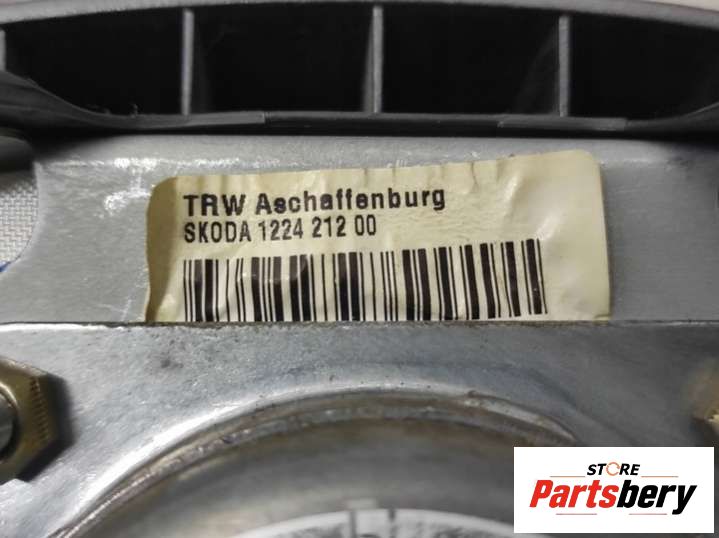 TRW Aschaffenburg
SKODA 1224 212 00
STORE
Partsbery